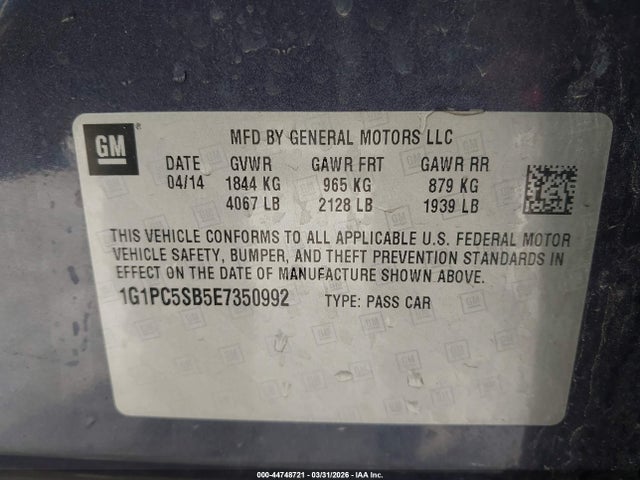 GM®
MFD BY GENERAL MOTORS LLC
DATE GVWR GAWR FRT GAWR RR
04/14 1844 KG 965 KG 879 KG
4067 LB 2128 LB 1939 LB
THIS VEHICLE CONFORMS TO ALL APPLICABLE U.S. FEDERAL MOTOR
VEHICLE SAFETY, BUMPER, AND THEFT PREVENTION STANDARDS IN
EFFECT ON THE DATE OF MANUFACTURE SHOWN ABOVE.
1G1PC5SB5E7350992 TYPE: PASS CAR
000-44748721 - 03/31/2026 - IAA Inc.